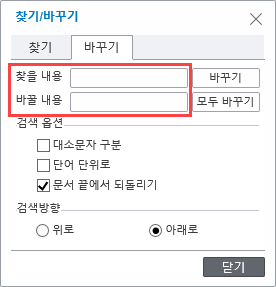 찾기/바꾸기
찾기 바꾸기
찾을 내용 바꾸기
바꿀 내용 모두 바꾸기
검색 옵션
대소문자 구분
단어 단위로
문서 끝에서 되돌리기
검색방향
위로 아래로
닫기